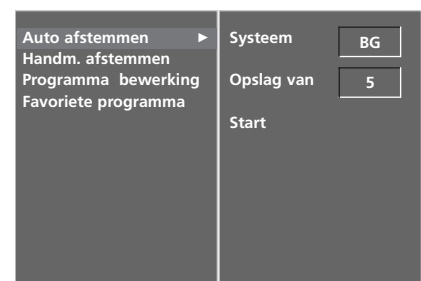 Auto afstemmen ►
Handm. afstemmen
Programma bewerking
Favoriete programma
Systeem BG
Opslag van 5
Start